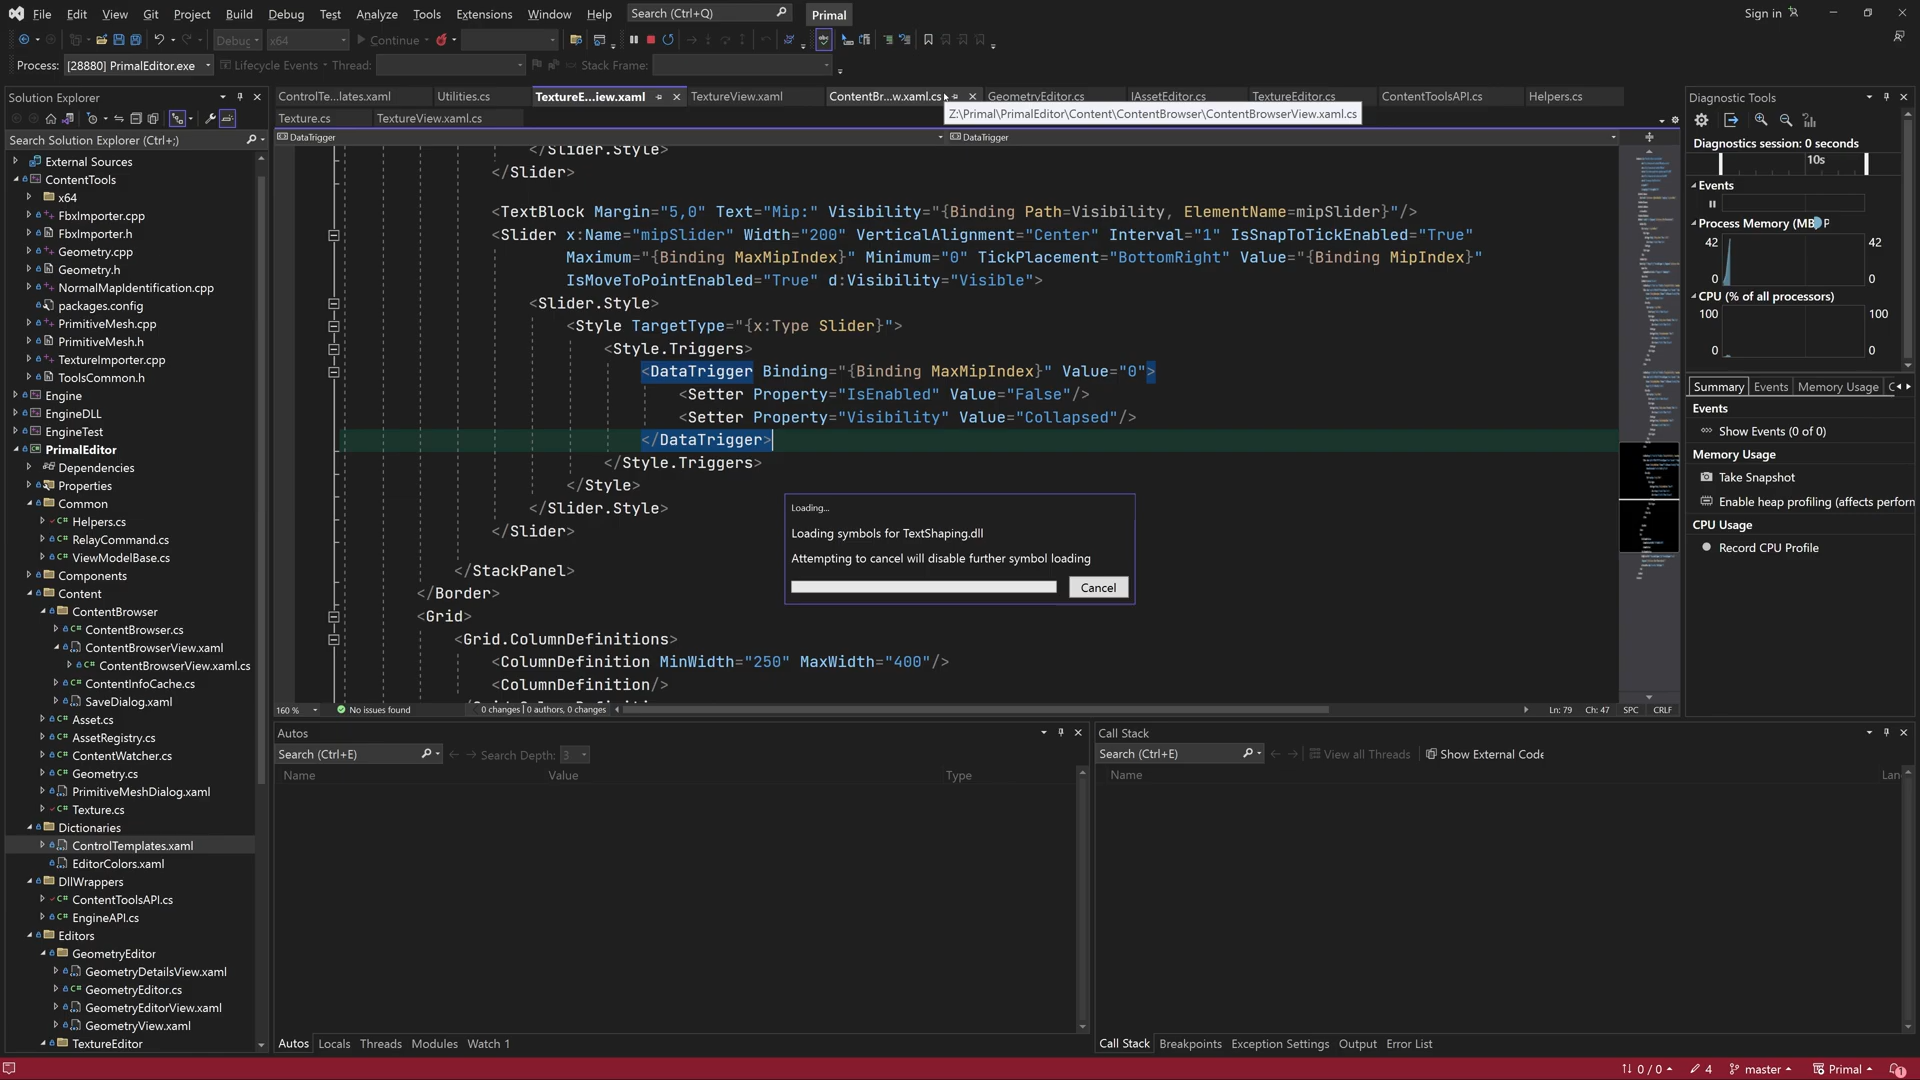 File Edit View Git Project Build Debug Test Analyze Tools Extensions Window Help Search (Ctrl+Q) Primal Sign in
Debug x64 Continue
Process: [28880] PrimalEditor.exe Lifecycle Events Thread: Stack Frame:
Solution Explorer
Search Solution Explorer (Ctrl+;)
External Sources
ContentTools
x64
FbxImporter.cpp
FbxImporter.h
Geometry.cpp
Geometry.h
NormalMapIdentification.cpp
packages.config
PrimitiveMesh.cpp
PrimitiveMesh.h
TextureImporter.cpp
ToolsCommon.h
Engine
EngineDLL
EngineTest
PrimalEditor
Dependencies
Properties
Common
Helpers.cs
RelayCommand.cs
ViewModelBase.cs
Components
Content
ContentBrowser
ContentBrowser.cs
ContentBrowserView.xaml
ContentBrowserView.xaml.cs
ContentInfoCache.cs
SaveDialog.xaml
Asset.cs
AssetRegistry.cs
ContentWatcher.cs
Geometry.cs
PrimitiveMeshDialog.xaml
Texture.cs
Dictionaries
ControlTemplates.xaml
EditorColors.xaml
DllWrappers
ContentToolsAPI.cs
EngineAPI.cs
Editors
GeometryEditor
GeometryDetailsView.xaml
GeometryEditor.cs
GeometryEditorView.xaml
GeometryView.xaml
TextureEditor
ControlTe...lates.xaml Utilities.cs TextureE...iew.xaml TextureView.xaml ContentBr...w.xaml.cs GeometryEditor.cs IAssetEditor.cs TextureEditor.cs ContentToolsAPI.cs Helpers.cs
Texture.cs TextureView.xaml.cs
Z:\Primal\PrimalEditor\Content\ContentBrowser\ContentBrowserView.xaml.cs
DataTrigger DataTrigger
</Slider.Style>
</Slider>
<TextBlock Margin="5,0" Text="Mip:" Visibility="{Binding Path=Visibility, ElementName=mipSlider}"/>
<Slider x:Name="mipSlider" Width="200" VerticalAlignment="Center" Interval="1" IsSnapToTickEnabled="True"
Maximum="{Binding MaxMipIndex}" Minimum="0" TickPlacement="BottomRight" Value="{Binding MipIndex}"
IsMoveToPointEnabled="True" d:Visibility="Visible">
<Slider.Style>
<Style TargetType="{x:Type Slider}">
<Style.Triggers>
<DataTrigger Binding="{Binding MaxMipIndex}" Value="0">
<Setter Property="IsEnabled" Value="False"/>
<Setter Property="Visibility" Value="Collapsed"/>
</DataTrigger>
</Style.Triggers>
</Style>
</Slider.Style>
</Slider>
</StackPanel>
</Border>
<Grid>
<Grid.ColumnDefinitions>
<ColumnDefinition MinWidth="250" MaxWidth="400"/>
<ColumnDefinition/>
Loading...
Loading symbols for TextShaping.dll
Attempting to cancel will disable further symbol loading
Cancel
160 % No issues found 0 changes | 0 authors, 0 changes Ln: 79 Ch: 47 SPC CRLF
Autos
Search (Ctrl+E) Search Depth: 3
Name Value Type
Autos Locals Threads Modules Watch 1
Call Stack
Search (Ctrl+E) View all Threads Show External Code
Name Lan
Call Stack Breakpoints Exception Settings Output Error List
Diagnostic Tools
Diagnostics session: 0 seconds
10s
Events
Process Memory (MB) P
42 42
0 0
CPU (% of all processors)
100 100
0 0
Summary Events Memory Usage C
Events
Show Events (0 of 0)
Memory Usage
Take Snapshot
Enable heap profiling (affects perform
CPU Usage
Record CPU Profile
0 / 0 4 master Primal 1